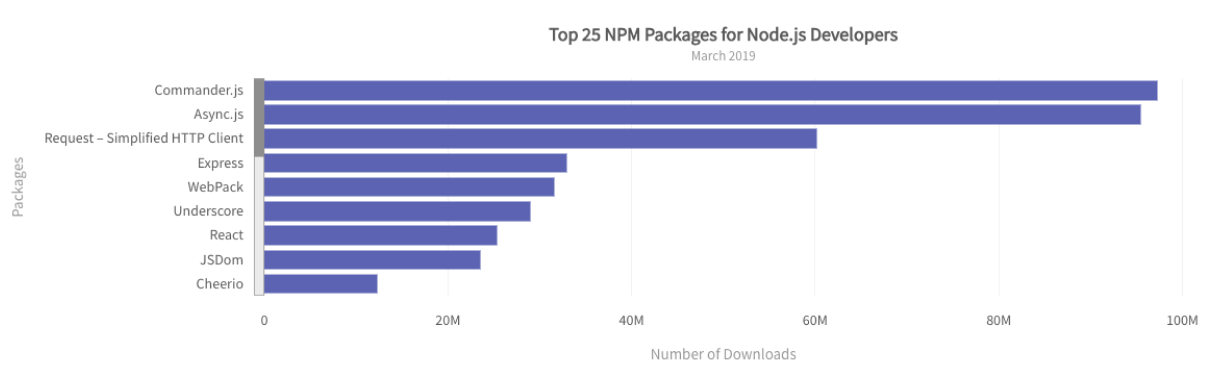 Top 25 NPM Packages for Node.js Developers
March 2019
Packages
Commander.js
Async.js
Request – Simplified HTTP Client
Express
WebPack
Underscore
React
JSDom
Cheerio
0 20M 40M 60M 80M 100M
Number of Downloads